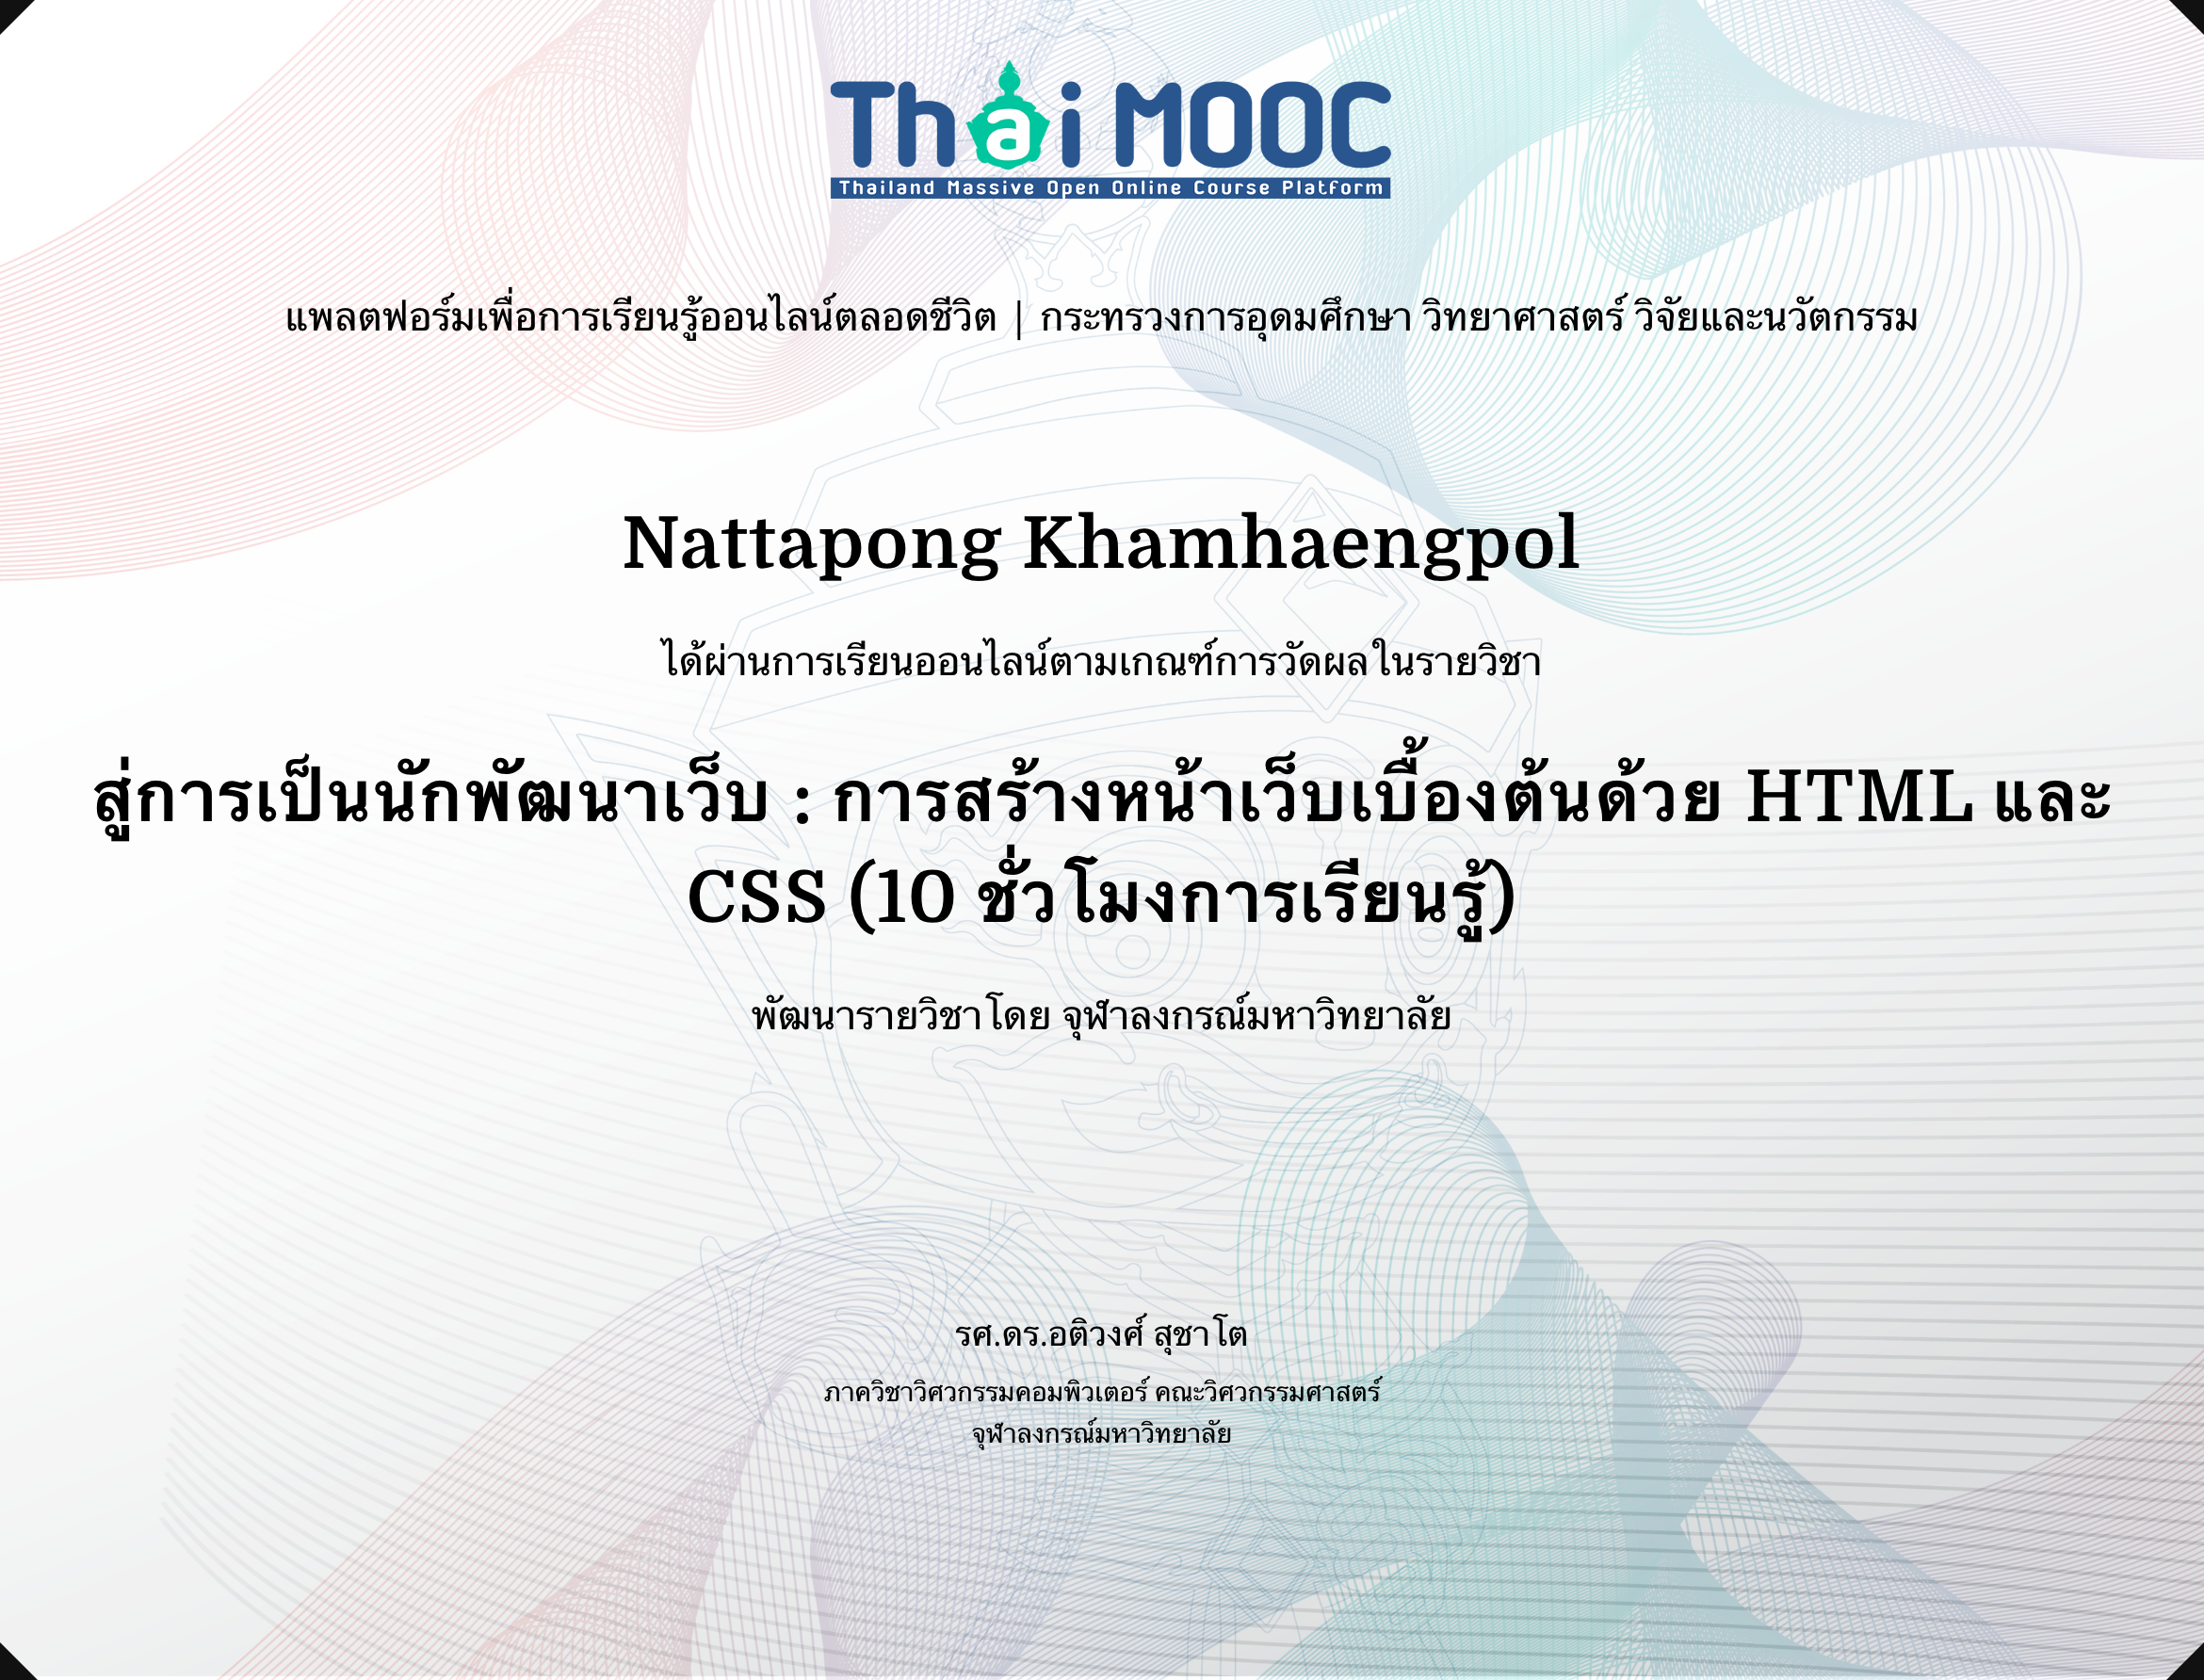 Thai MOOC
Thailand Massive Open Online Course Platform
แพลตฟอร์มเพื่อการเรียนรู้ออนไลน์ตลอดชีวิต | กระทรวงการอุดมศึกษา วิทยาศาสตร์ วิจัยและนวัตกรรม
Nattapong Khamhaengpol
ได้ผ่านการเรียนออนไลน์ตามเกณฑ์การวัดผลในรายวิชา
สู่การเป็นนักพัฒนาเว็บ : การสร้างหน้าเว็บเบื้องต้นด้วย HTML และ
CSS (10 ชั่วโมงการเรียนรู้)
พัฒนารายวิชาโดย จุฬาลงกรณ์มหาวิทยาลัย
รศ.ดร.อติวงศ์ สุชาโต
ภาควิชาวิศวกรรมคอมพิวเตอร์ คณะวิศวกรรมศาสตร์
จุฬาลงกรณ์มหาวิทยาลัย